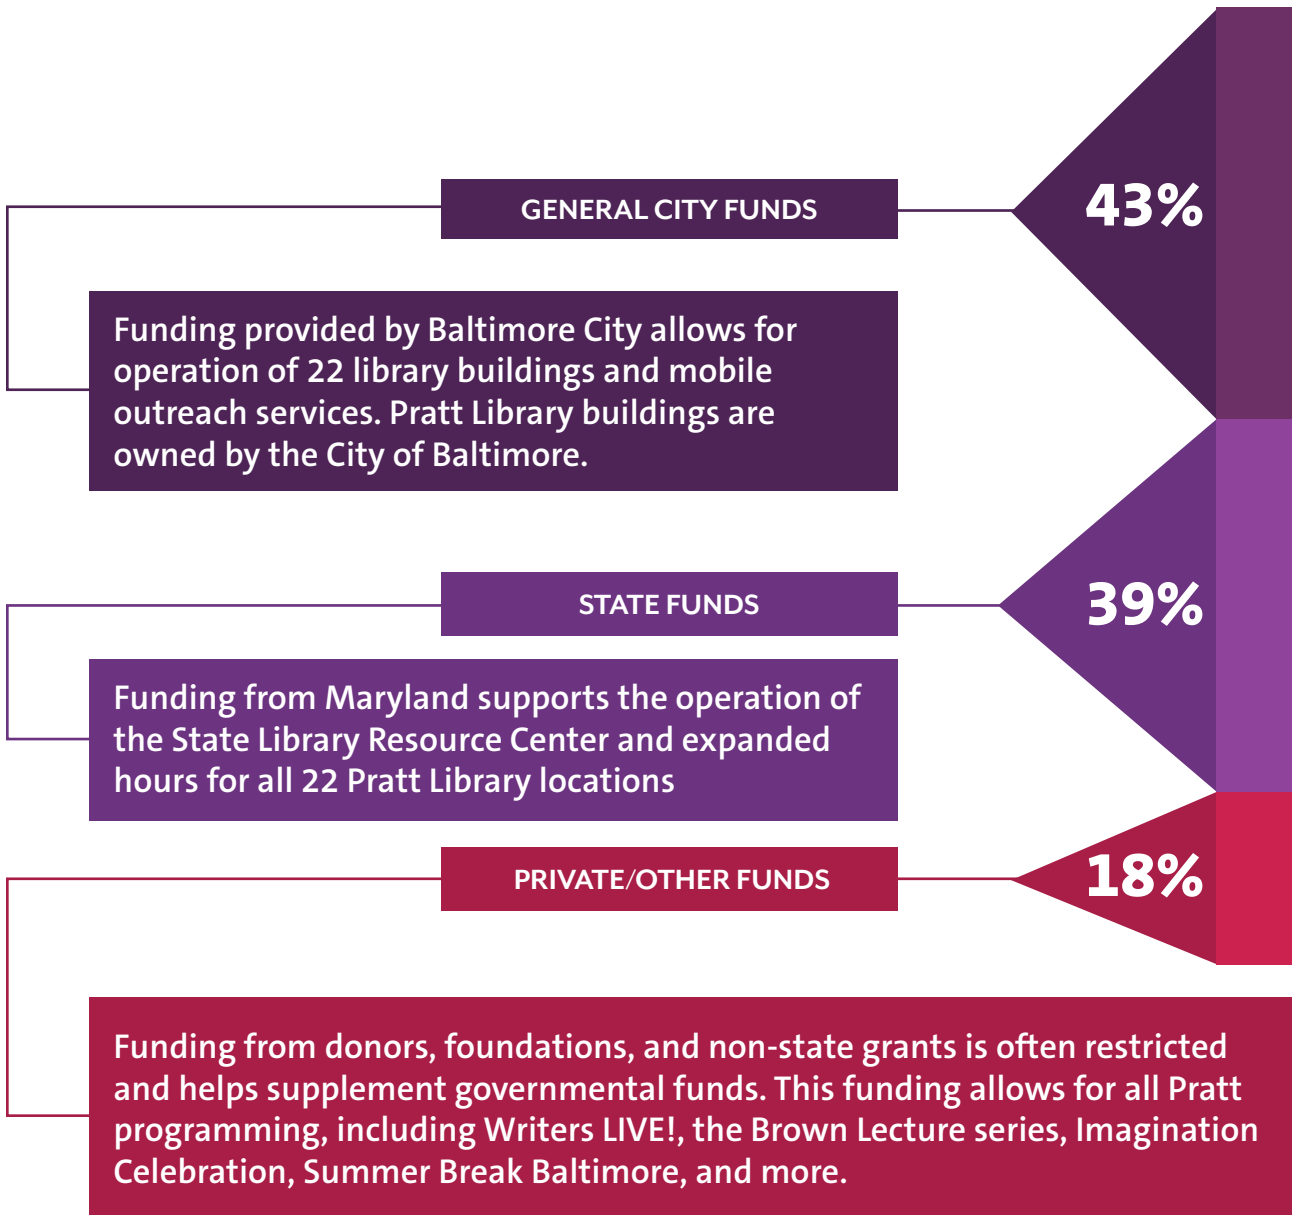 GENERAL CITY FUNDS
43%
Funding provided by Baltimore City allows for
operation of 22 library buildings and mobile
outreach services. Pratt Library buildings are
owned by the City of Baltimore.
STATE FUNDS
39%
Funding from Maryland supports the operation of
the State Library Resource Center and expanded
hours for all 22 Pratt Library locations
PRIVATE/OTHER FUNDS
18%
Funding from donors, foundations, and non-state grants is often restricted
and helps supplement governmental funds. This funding allows for all Pratt
programming, including Writers LIVE!, the Brown Lecture series, Imagination
Celebration, Summer Break Baltimore, and more.